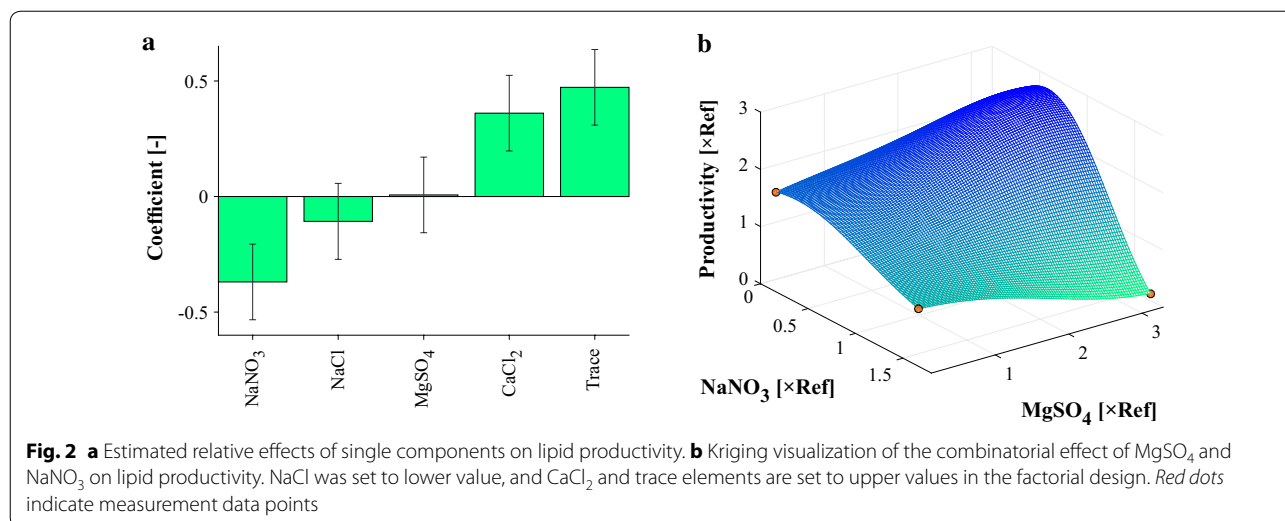 a
0.5
0
-0.5
Coefficient [-]
NaNO3
NaCl
MgSO4
CaCl2
Trace
b
3
2
1
0
Productivity [×Ref]
0
0.5
1
1.5
NaNO3 [×Ref]
1
2
3
MgSO4 [×Ref]
Fig. 2 a Estimated relative effects of single components on lipid productivity. b Kriging visualization of the combinatorial effect of MgSO4 and
NaNO3 on lipid productivity. NaCl was set to lower value, and CaCl2 and trace elements are set to upper values in the factorial design. Red dots
indicate measurement data points